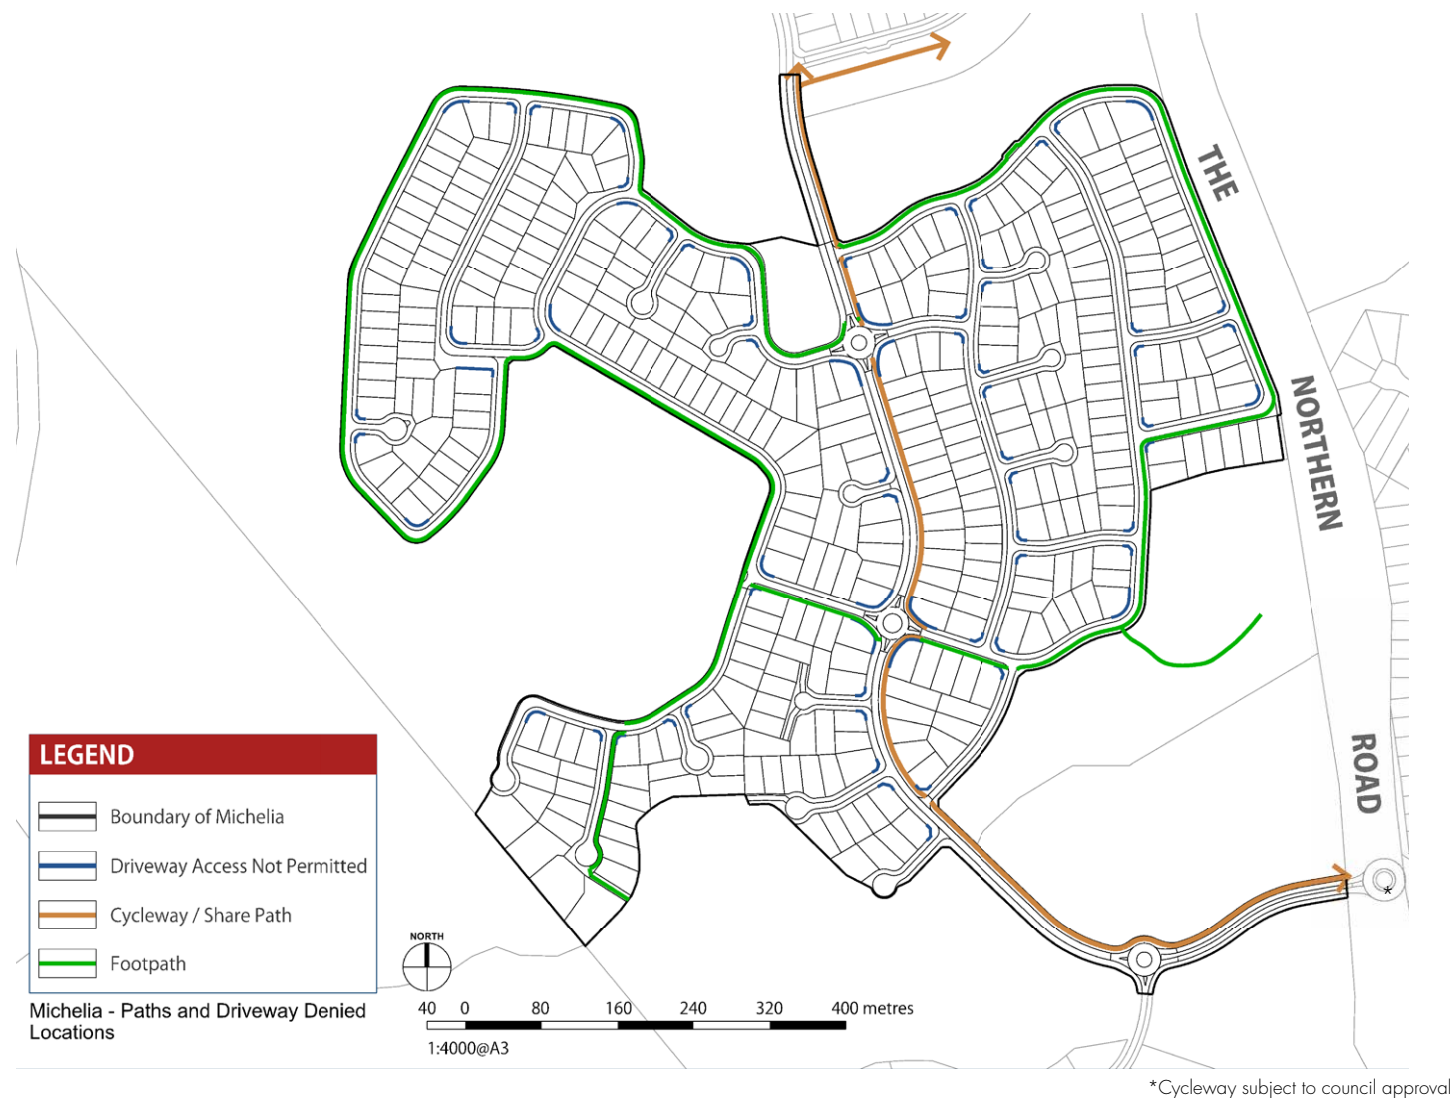 THE
NORTHERN
ROAD
*
LEGEND
Boundary of Michelia
Driveway Access Not Permitted
Cycleway / Share Path
Footpath
Michelia - Paths and Driveway Denied
Locations
NORTH
40 0 80 160 240 320 400 metres
1:4000@A3
*Cycleway subject to council approval